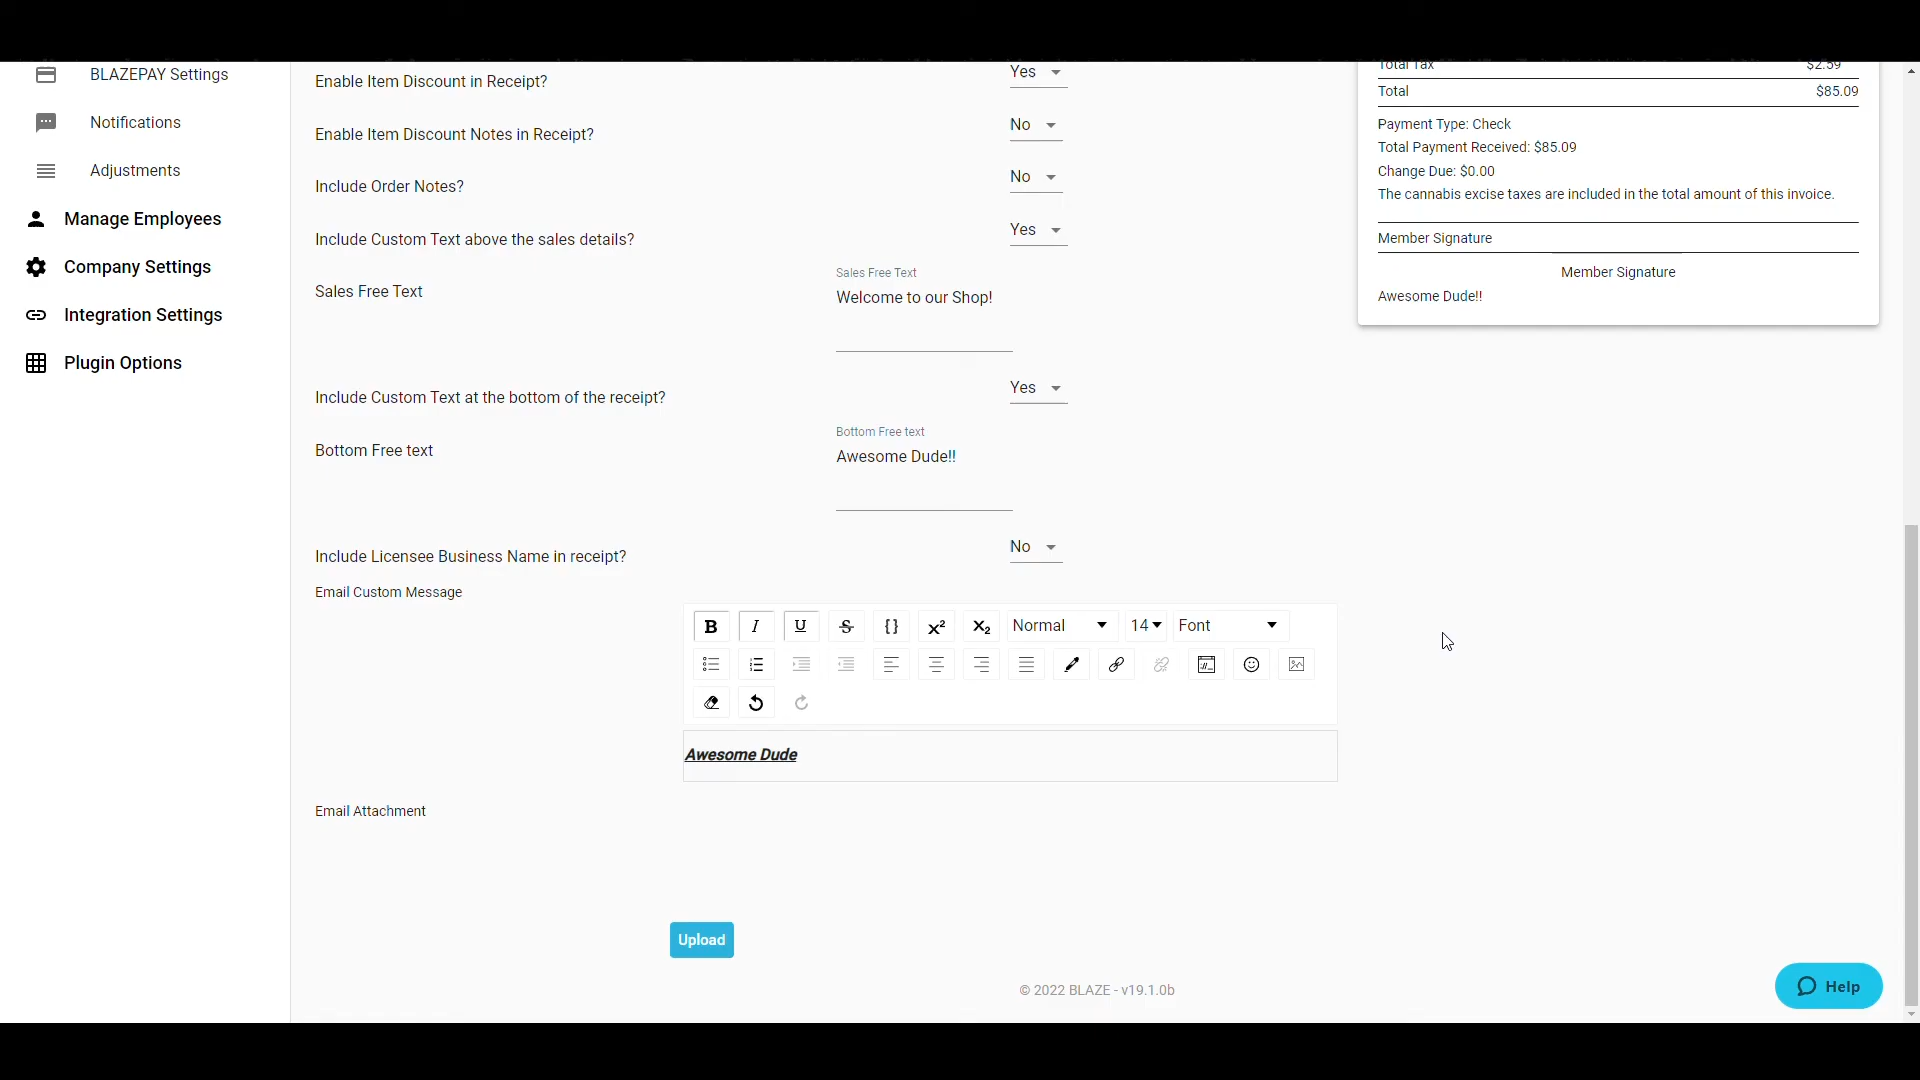 BLAZEPAY Settings
Notifications
Adjustments
Manage Employees
Company Settings
Integration Settings
Plugin Options
Enable Item Discount in Receipt?
Yes
Enable Item Discount Notes in Receipt?
No
Include Order Notes?
No
Include Custom Text above the sales details?
Yes
Sales Free Text
Sales Free Text
Welcome to our Shop!
Include Custom Text at the bottom of the receipt?
Yes
Bottom Free text
Bottom Free text
Awesome Dude!!
Include Licensee Business Name in receipt?
No
Email Custom Message
B I U S {} X² X₂ Normal 14 Font
Awesome Dude
Email Attachment
Upload
© 2022 BLAZE - v19.1.0b
Total Tax $2.59
Total $85.09
Payment Type: Check
Total Payment Received: $85.09
Change Due: $0.00
The cannabis excise taxes are included in the total amount of this invoice.
Member Signature
Member Signature
Awesome Dude!!
Help